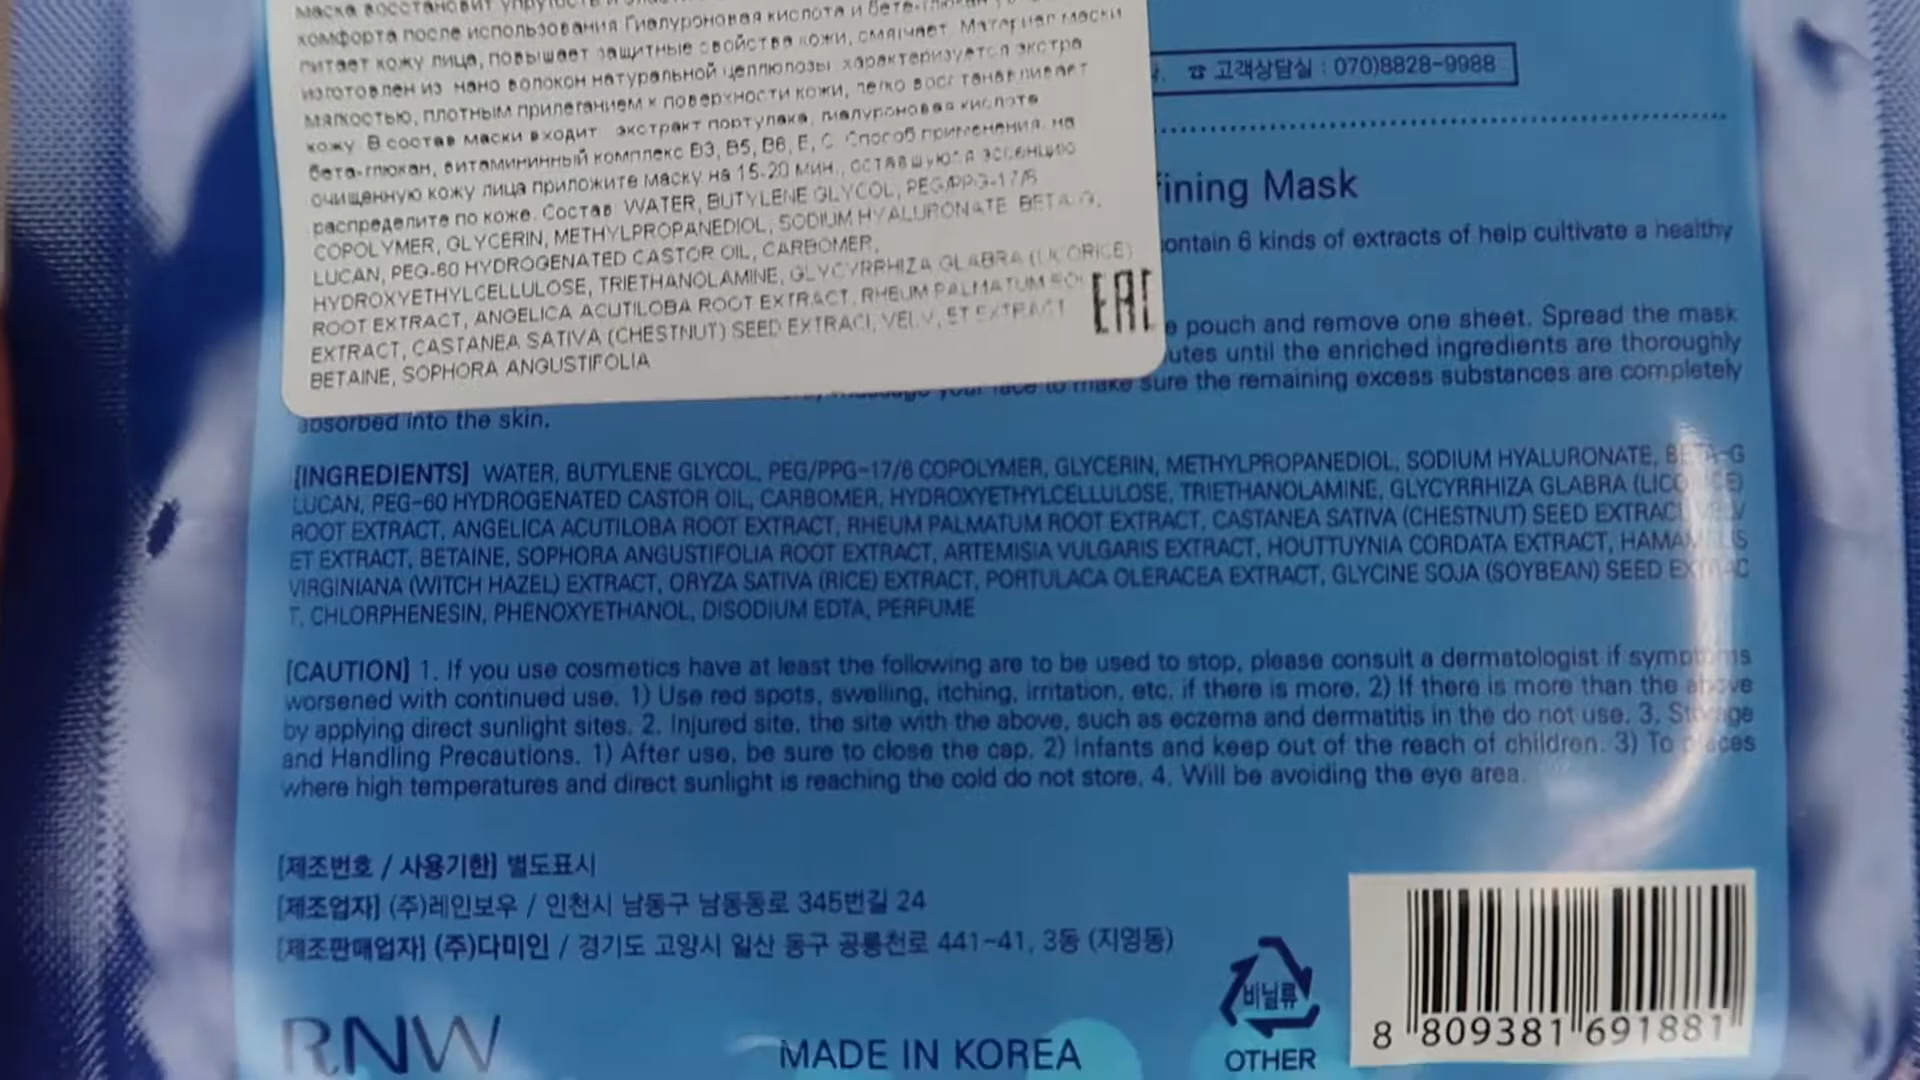 маска восстановит упругость и
комфорта после использования Гиалуроновая кислота и бета-глюкан
питает кожу лица, повышает защитные свойства кожи, смягчает. Материал маски
изготовлен из нано волокон натуральной целлюлозы характеризуется экстра
мягкостью, плотным прилеганием к поверхности кожи, легко восстанавливает
кожу. В состав маски входит экстракт портулака, гиалуроновая кислота
бета-глюкан, витамининный комплекс B3, B5, B6, E, C. Способ применения: на
очищенную кожу лица приложите маску на 15-20 мин., оставшуюся эссенцию
распределите по коже. Состав: WATER, BUTYLENE GLYCOL, PEG/PPG-17/6
COPOLYMER, GLYCERIN, METHYLPROPANEDIOL, SODIUM HYALURONATE, BETA-G,
LUCAN, PEG-60 HYDROGENATED CASTOR OIL, CARBOMER,
HYDROXYETHYLCELLULOSE, TRIETHANOLAMINE, GLYCYRRHIZA GLABRA (LICORICE)
ROOT EXTRACT, ANGELICA ACUTILOBA ROOT EXTRACT, RHEUM PALMATUM
EXTRACT, CASTANEA SATIVA (CHESTNUT) SEED EXTRACT, VELV, ET EXTRACT
BETAINE, SOPHORA ANGUSTIFOLIA
EAC
☎ 고객상담실 : 070)8828-9988
fining Mask
contain 6 kinds of extracts of help cultivate a healthy
e pouch and remove one sheet. Spread the mask
utes until the enriched ingredients are thoroughly
massage your face to make sure the remaining excess substances are completely
absorbed into the skin.
[INGREDIENTS] WATER, BUTYLENE GLYCOL, PEG/PPG-17/6 COPOLYMER, GLYCERIN, METHYLPROPANEDIOL, SODIUM HYALURONATE, BETA-G
LUCAN, PEG-60 HYDROGENATED CASTOR OIL, CARBOMER, HYDROXYETHYLCELLULOSE, TRIETHANOLAMINE, GLYCYRRHIZA GLABRA (LICORICE)
ROOT EXTRACT, ANGELICA ACUTILOBA ROOT EXTRACT, RHEUM PALMATUM ROOT EXTRACT, CASTANEA SATIVA (CHESTNUT) SEED EXTRACT, VELV
ET EXTRACT, BETAINE, SOPHORA ANGUSTIFOLIA ROOT EXTRACT, ARTEMISIA VULGARIS EXTRACT, HOUTTUYNIA CORDATA EXTRACT, HAMAMELIS
VIRGINIANA (WITCH HAZEL) EXTRACT, ORYZA SATIVA (RICE) EXTRACT, PORTULACA OLERACEA EXTRACT, GLYCINE SOJA (SOYBEAN) SEED EXTRAC
T, CHLORPHENESIN, PHENOXYETHANOL, DISODIUM EDTA, PERFUME
[CAUTION] 1. If you use cosmetics have at least the following are to be used to stop, please consult a dermatologist if symptoms
worsened with continued use. 1) Use red spots, swelling, itching, irritation, etc. if there is more. 2) If there is more than the above
by applying direct sunlight sites. 2. Injured site, the site with the above, such as eczema and dermatitis in the do not use. 3. Storage
and Handling Precautions. 1) After use, be sure to close the cap. 2) Infants and keep out of the reach of children. 3) To places
where high temperatures and direct sunlight is reaching the cold do not store. 4. Will be avoiding the eye area.
[제조번호 / 사용기한] 별도표시
[제조업자] (주)레인보우 / 인천시 남동구 남동동로 345번길 24
[제조판매업자] (주)다미인 / 경기도 고양시 일산 동구 공릉천로 441-41, 3동 (지영동)
RNW
MADE IN KOREA
비닐류
OTHER
8 809381 691881